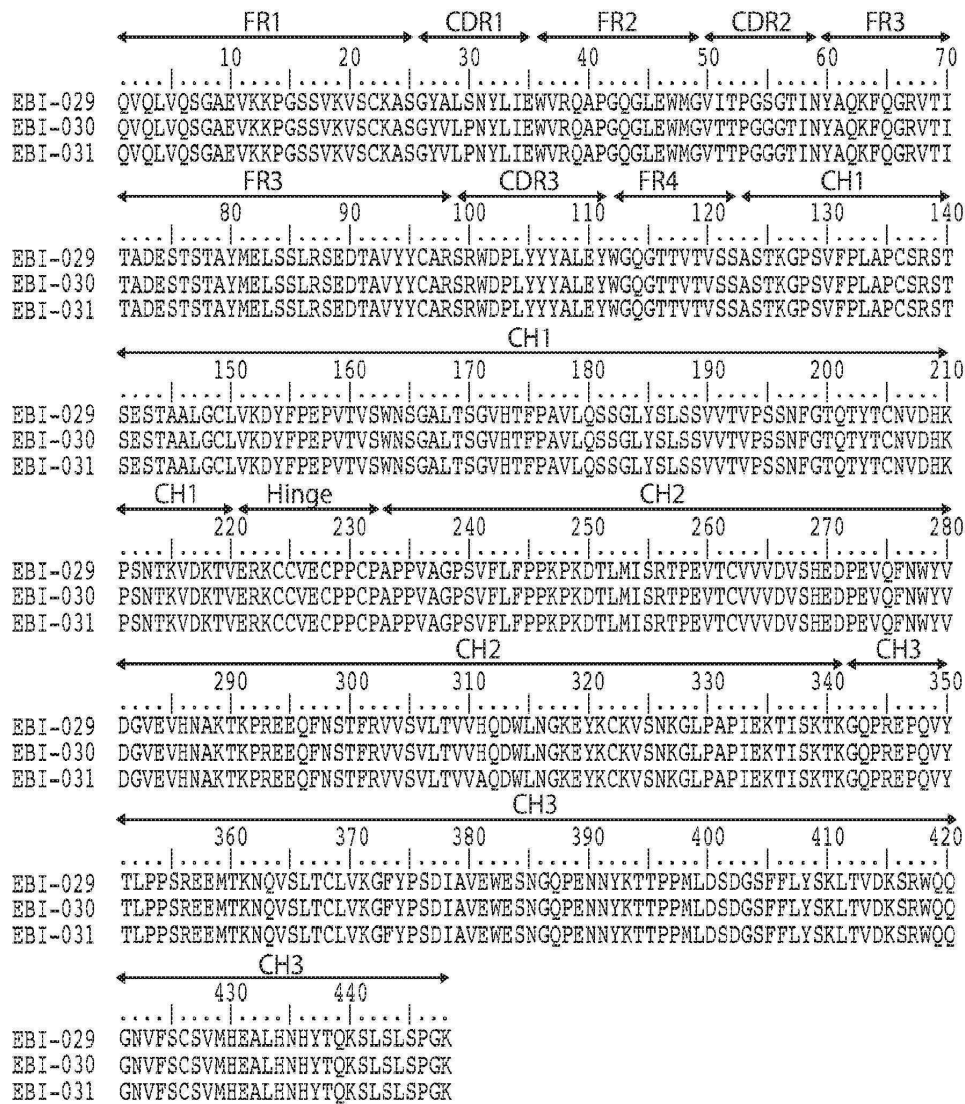 FR1 CDR1 FR2 CDR2 FR3
10 20 30 40 50 60 70
EBI-029 QVQLVQSGAEVKKPGSSVKVSCKASGYALSNYLIEWVRQAPGQGLEWMGVITPGSGTINYAQKFQGRVTI
EBI-030 QVQLVQSGAEVKKPGSSVKVSCKASGYVLPNYLIEWVRQAPGQGLEWMGVTTPGGGTINYAQKFQGRVTI
EBI-031 QVQLVQSGAEVKKPGSSVKVSCKASGYVLPNYLIEWVRQAPGQGLEWMGVTTPGGGTINYAQKFQGRVTI
FR3 CDR3 FR4 CH1
80 90 100 110 120 130 140
EBI-029 TADESTSTAYMELSSLRSEDTAVYYCARSRWDPLYYYALEYWGQGTTVTVSSASTKGPSVFPLAPCSRST
EBI-030 TADESTSTAYMELSSLRSEDTAVYYCARSRWDPLYYYALEYWGQGTTVTVSSASTKGPSVFPLAPCSRST
EBI-031 TADESTSTAYMELSSLRSEDTAVYYCARSRWDPLYYYALEYWGQGTTVTVSSASTKGPSVFPLAPCSRST
CH1
150 160 170 180 190 200 210
EBI-029 SESTAALGCLVKDYFPEPVTVSWNSGALTSGVHTFPAVLQSSGLYSLSSVVTVPSSNFGTQTYTCNVDHK
EBI-030 SESTAALGCLVKDYFPEPVTVSWNSGALTSGVHTFPAVLQSSGLYSLSSVVTVPSSNFGTQTYTCNVDHK
EBI-031 SESTAALGCLVKDYFPEPVTVSWNSGALTSGVHTFPAVLQSSGLYSLSSVVTVPSSNFGTQTYTCNVDHK
CH1 Hinge CH2
220 230 240 250 260 270 280
EBI-029 PSNTKVDKTVERKCCVECPPCPAPPVAGPSVFLFPPKPKDTLMISRTPEVTCVVVDVSHEDPEVQFNWYV
EBI-030 PSNTKVDKTVERKCCVECPPCPAPPVAGPSVFLFPPKPKDTLMISRTPEVTCVVVDVSHEDPEVQFNWYV
EBI-031 PSNTKVDKTVERKCCVECPPCPAPPVAGPSVFLFPPKPKDTLMISRTPEVTCVVVDVSHEDPEVQFNWYV
CH2 CH3
290 300 310 320 330 340 350
EBI-029 DGVEVHNAKTKPREEQFNSTFRVVSVLTVVHQDWLNGKEYKCKVSNKGLPAPIEKTISKTKGQPREPQVY
EBI-030 DGVEVHNAKTKPREEQFNSTFRVVSVLTVVHQDWLNGKEYKCKVSNKGLPAPIEKTISKTKGQPREPQVY
EBI-031 DGVEVHNAKTKPREEQFNSTFRVVSVLTVVAQDWLNGKEYKCKVSNKGLPAPIEKTISKTKGQPREPQVY
CH3
360 370 380 390 400 410 420
EBI-029 TLPPSREEMTKNQVSLTCLVKGFYPSDIAVEWESNGQPENNYKTTPPMLDSDGSFFLYSKLTVDKSRWQQ
EBI-030 TLPPSREEMTKNQVSLTCLVKGFYPSDIAVEWESNGQPENNYKTTPPMLDSDGSFFLYSKLTVDKSRWQQ
EBI-031 TLPPSREEMTKNQVSLTCLVKGFYPSDIAVEWESNGQPENNYKTTPPMLDSDGSFFLYSKLTVDKSRWQQ
CH3
430 440
EBI-029 GNVFSCSVMHEALHNHYTQKSLSLSPGK
EBI-030 GNVFSCSVMHEALHNHYTQKSLSLSPGK
EBI-031 GNVFSCSVMHEALHNHYTQKSLSLSPGK